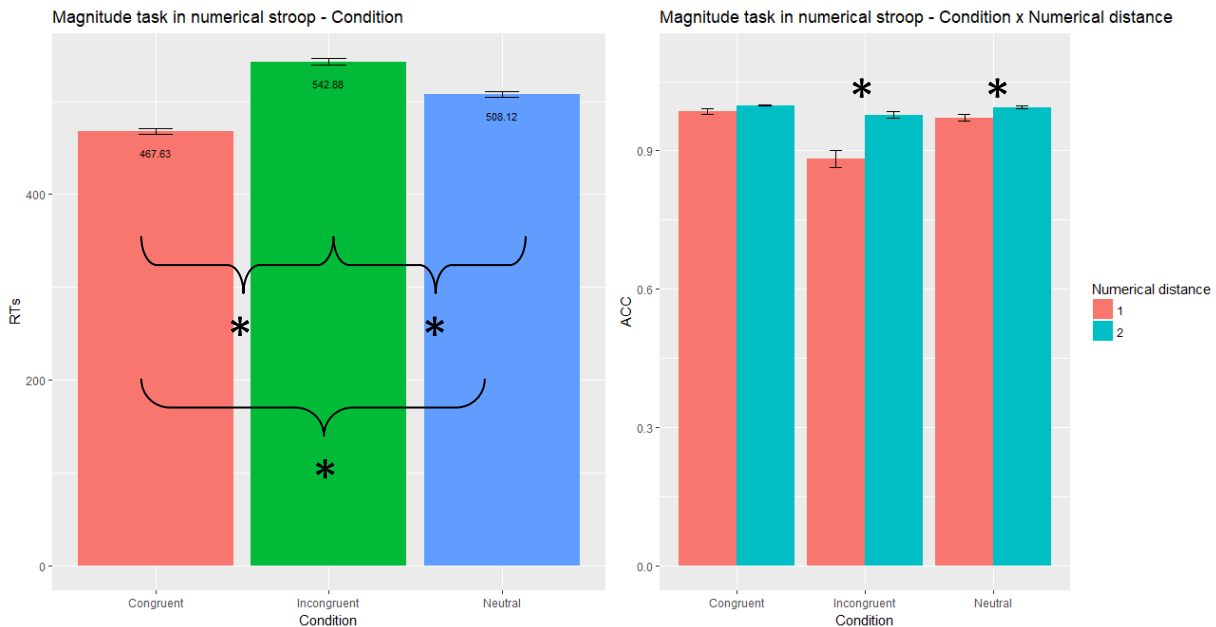 Magnitude task in numerical stroop - Condition
RTs
400
200
0
467.63
542.88
508.12
*
*
*
Congruent
Incongruent
Neutral
Condition
Magnitude task in numerical stroop - Condition x Numerical distance
ACC
0.9
0.6
0.3
0.0
*
*
Congruent
Incongruent
Neutral
Condition
Numerical distance
1
2